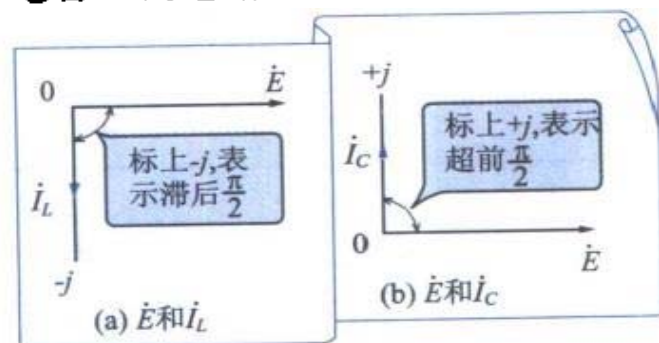 0
Ė
标上-j,表
示滞后π/2
İ_L
-j
(a) Ė和İ_L
+j
标上+j,表示
超前π/2
İ_C
0
Ė
(b) Ė和İ_C